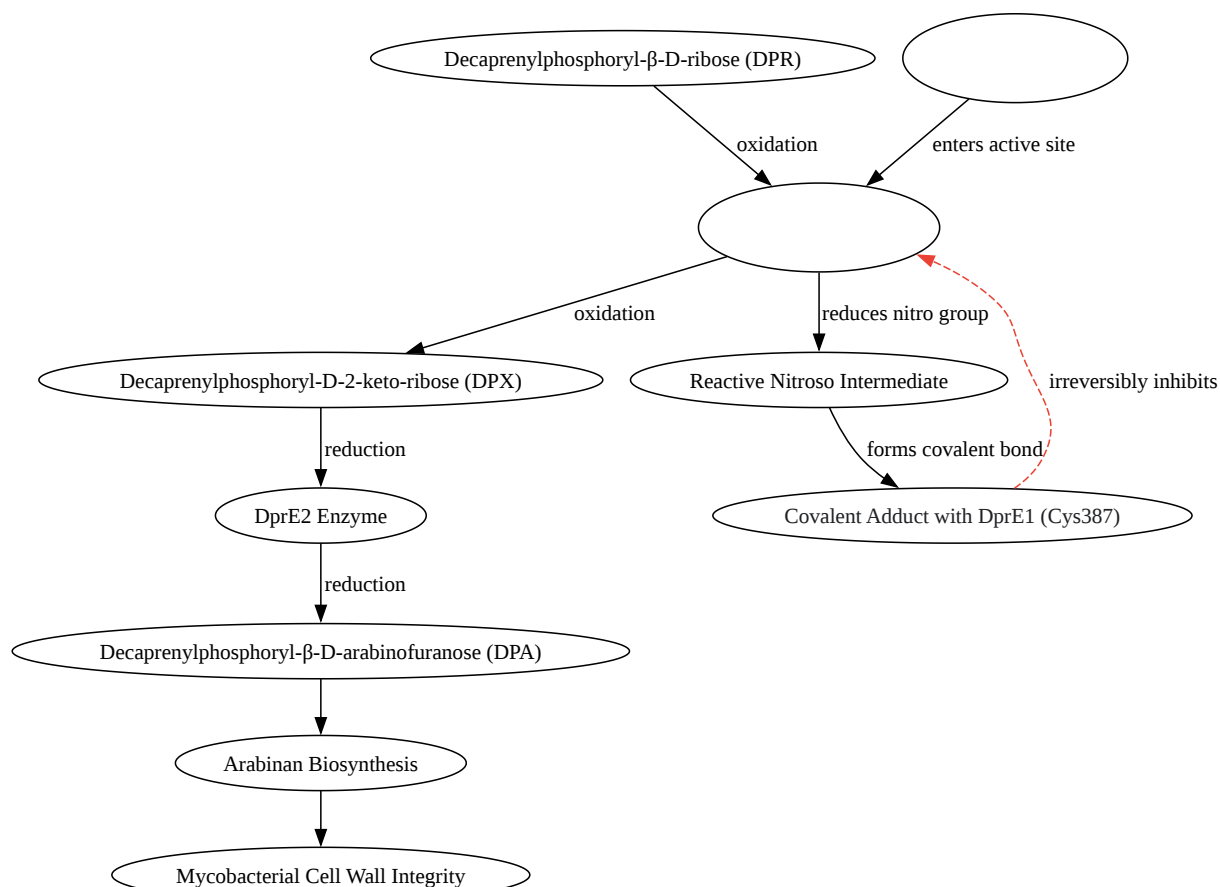 Decaprenylphosphoryl-β-D-ribose (DPR)
oxidation
enters active site
oxidation
reduces nitro group
Decaprenylphosphoryl-D-2-keto-ribose (DPX)
Reactive Nitroso Intermediate
irreversibly inhibits
reduction
forms covalent bond
DprE2 Enzyme
Covalent Adduct with DprE1 (Cys387)
reduction
Decaprenylphosphoryl-β-D-arabinofuranose (DPA)
Arabinan Biosynthesis
Mycobacterial Cell Wall Integrity